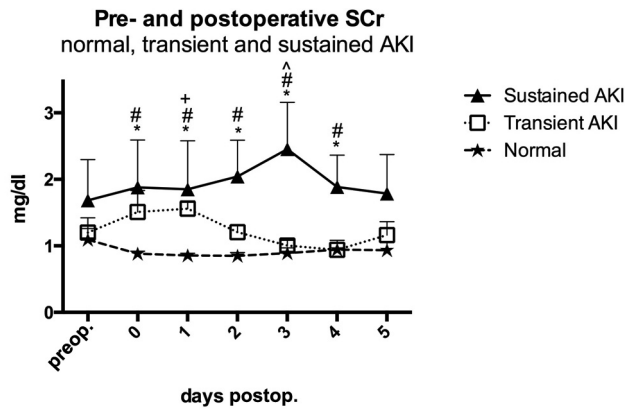 Pre- and postoperative SCr
normal, transient and sustained AKI
^
+ #
# # # * #
* * * *
3
2
1
0
mg/dl
preop. 0 1 2 3 4 5
days postop.
Sustained AKI
Transient AKI
Normal